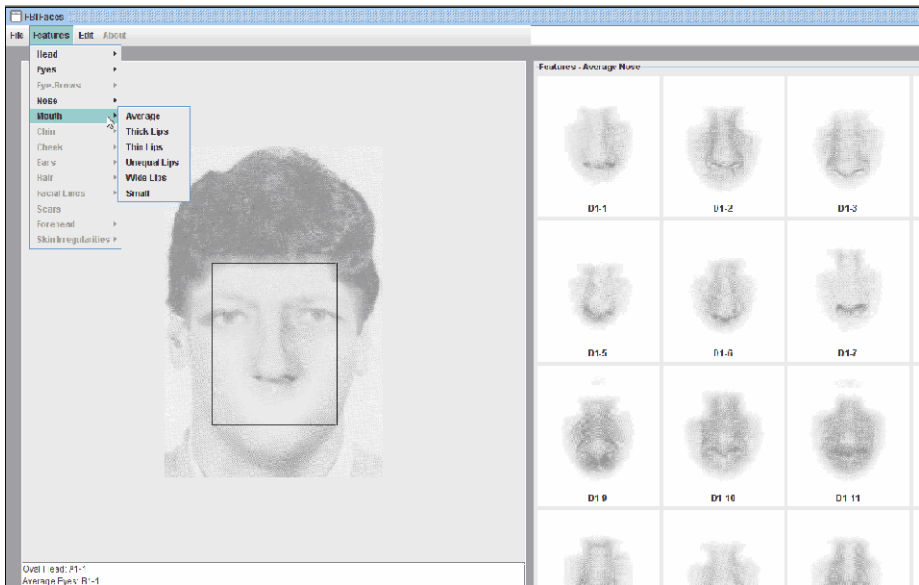 FBI Faces
File Features Edit About
Head
Eyes
Eye-Brows
Nose
Mouth
Chin
Cheek
Ears
Hair
Facial Lines
Scars
Forehead
Skin Irregularities
Average
Thick Lips
Thin Lips
Unequal Lips
Wide Lips
Small
Features - Average Nose
D1-1 D1-2 D1-3
D1-5 D1-6 D1-7
D1-9 D1-10 D1-11
Oval Head: A1-1
Average Eyes: B1-1